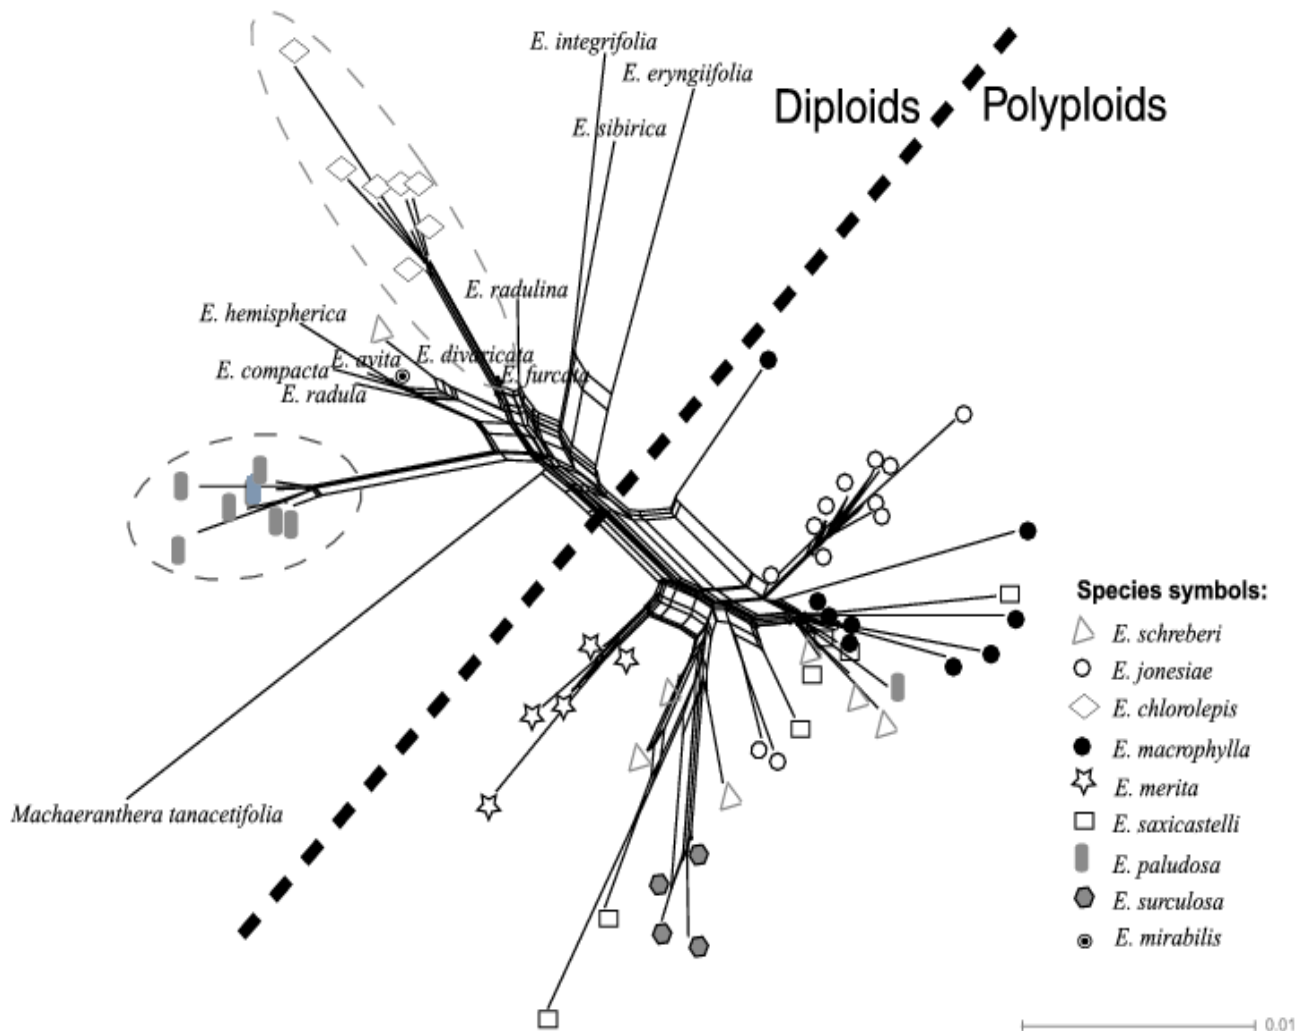 E. integrifolia
E. eryngiifolia
Diploids
Polyploids
E. sibirica
E. radulina
E. hemispherica
E. avita
E. divaricata
E. compacta
E. furcata
E. radula
Species symbols:
E. schreberi
E. jonesiae
E. chlorolepis
E. macrophylla
E. merita
Machaeranthera tanacetifolia
E. saxicastelli
E. paludosa
E. surculosa
E. mirabilis
0.01